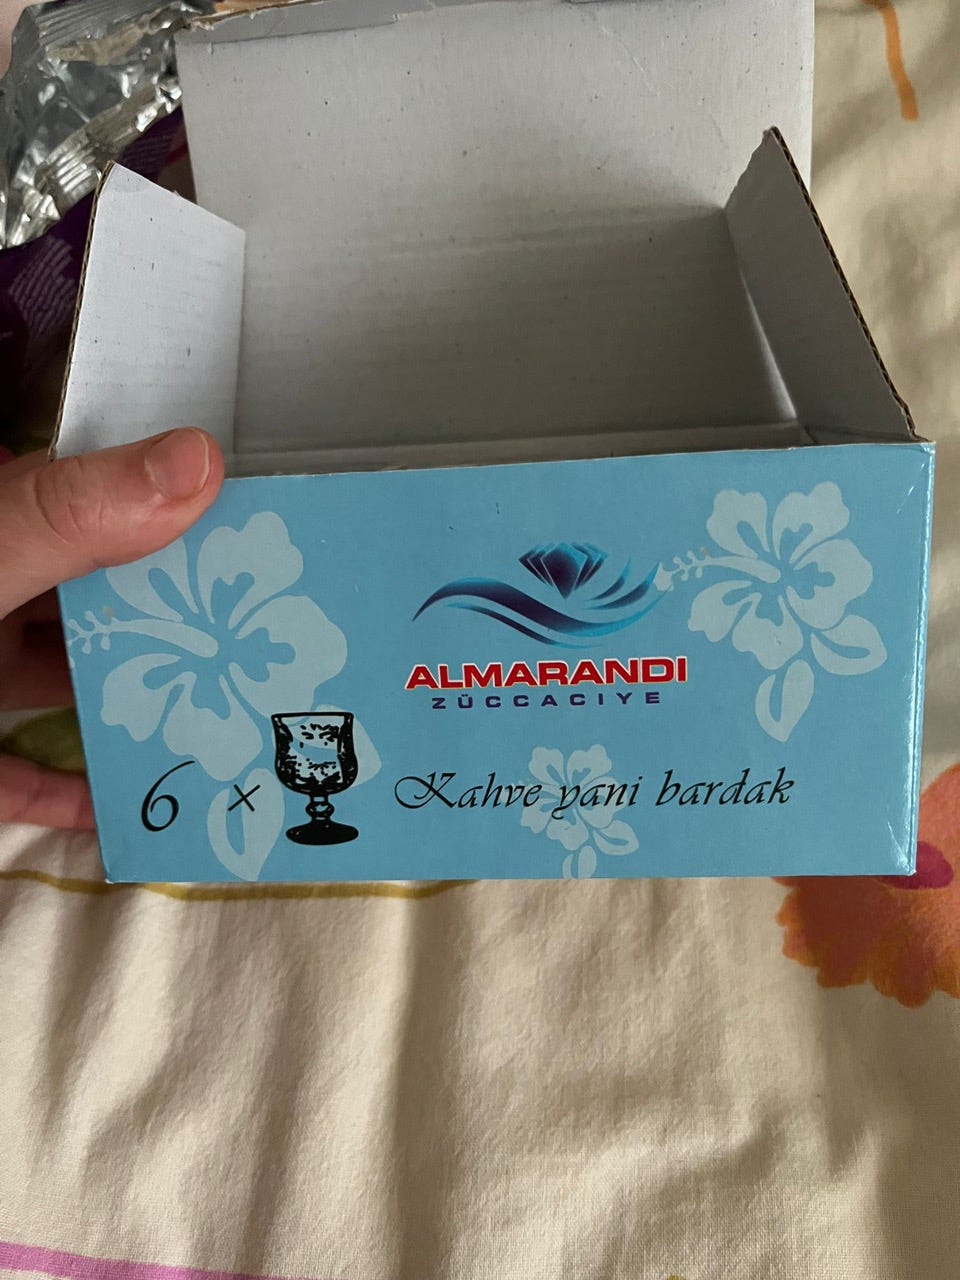 ALMARANDI
ZÜCCACIYE
6 x Kahve yani bardak